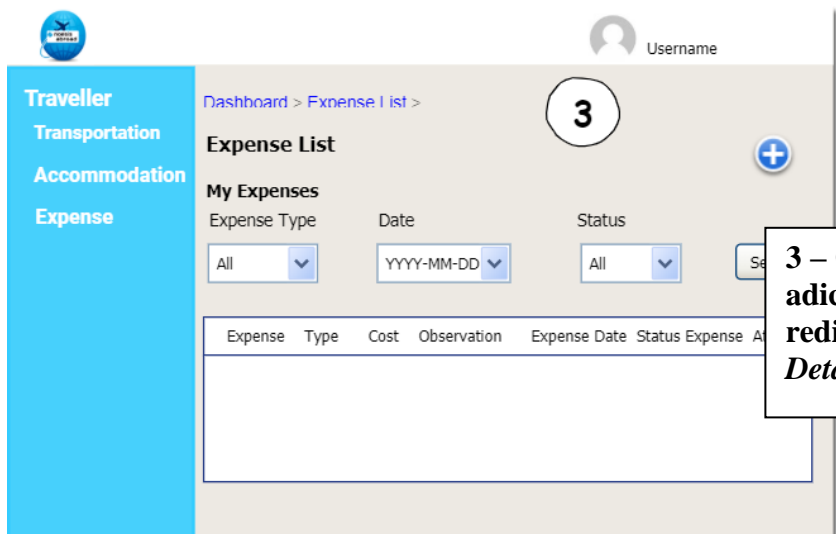 Username
Traveller
Transportation
Accommodation
Expense
Dashboard > Expense List >
3
Expense List
My Expenses
Expense Type Date Status
All YYYY-MM-DD All
Expense Type Cost Observation Expense Date Status Expense
3 –